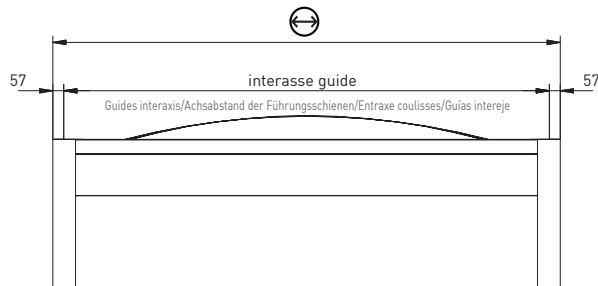 57 interasse guide 57
Guides interaxis/Achsabstand der Führungsschienen/Entraxe coulisses/Guías intereje